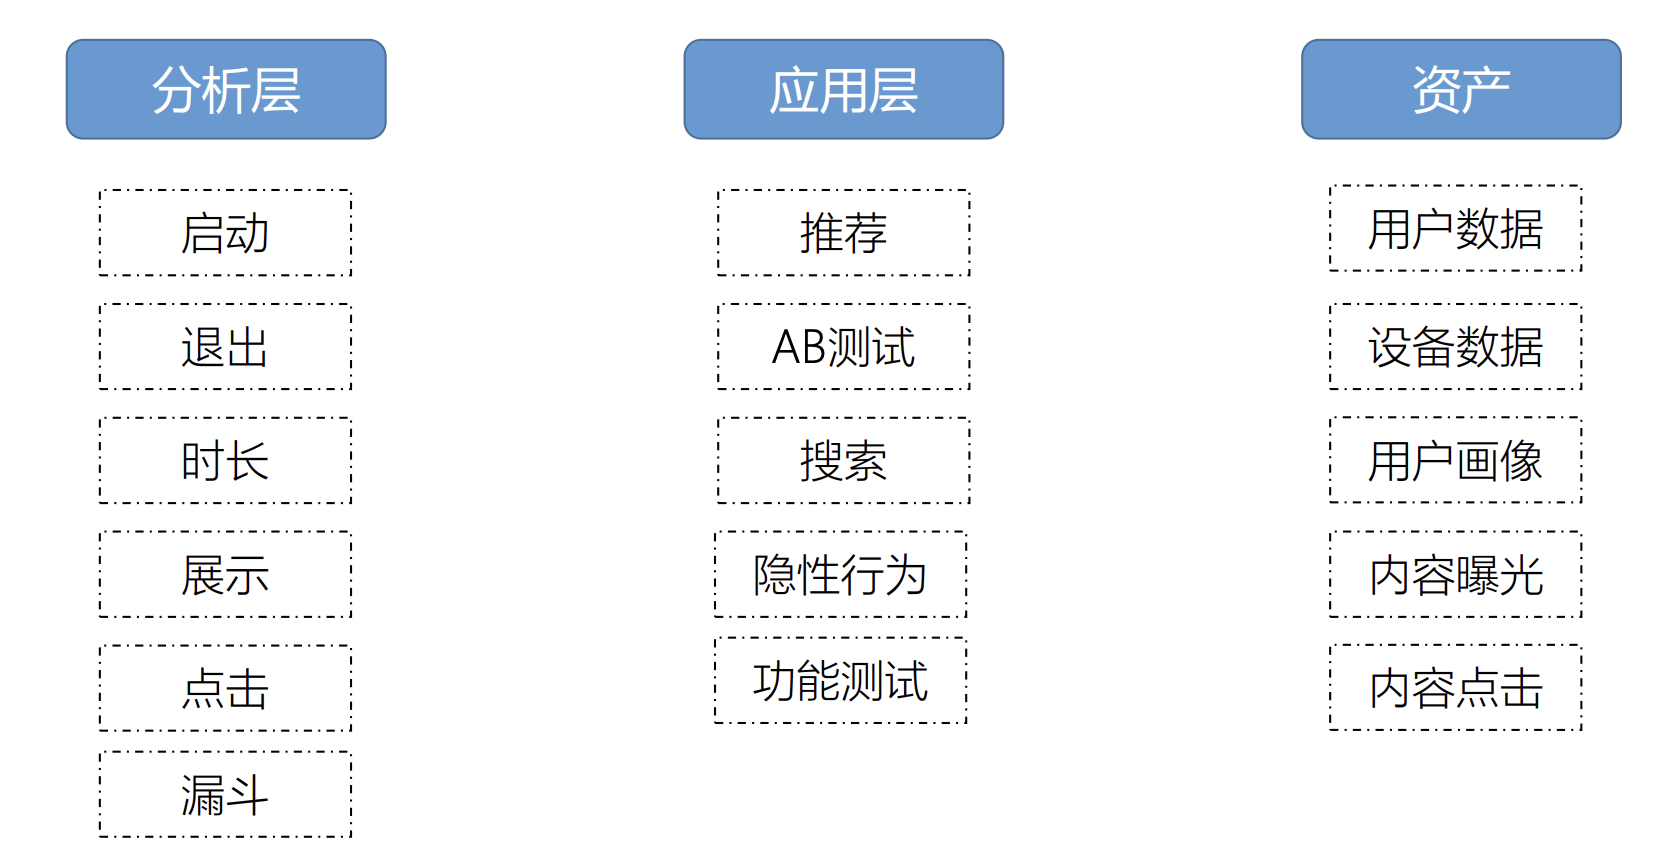 分析层
启动
退出
时长
展示
点击
漏斗
应用层
推荐
AB测试
搜索
隐性行为
功能测试
资产
用户数据
设备数据
用户画像
内容曝光
内容点击